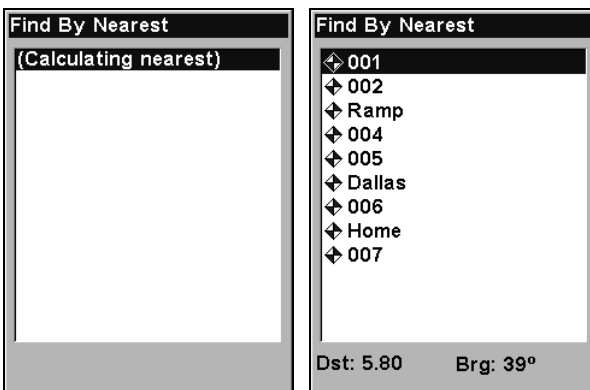 Find By Nearest
(Calculating nearest)
Find By Nearest
001
002
Ramp
004
005
Dallas
006
Home
007
Dst: 5.80 Brg: 39º